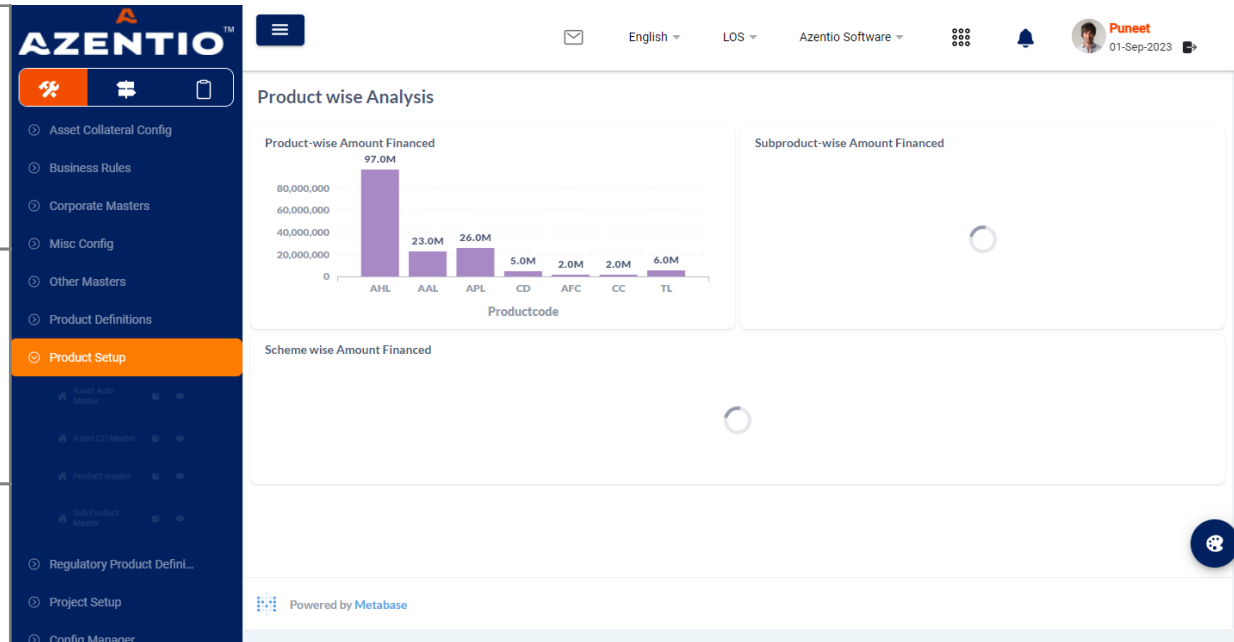 AZENTIO™
English
LOS
Azentio Software
Puneet
01-Sep-2023
Asset Collateral Config
Business Rules
Corporate Masters
Misc Config
Other Masters
Product Definitions
Product Setup
Asset Auto
Master
Asset CD Master
Product master
Sub Product
Master
Regulatory Product Defini...
Project Setup
Config Manager
Product wise Analysis
Product-wise Amount Financed
97.0M
80,000,000
60,000,000
40,000,000
20,000,000
0
23.0M
26.0M
5.0M
2.0M
2.0M
6.0M
AHL AAL APL CD AFC CC TL
Productcode
Subproduct-wise Amount Financed
Scheme wise Amount Financed
Powered by Metabase